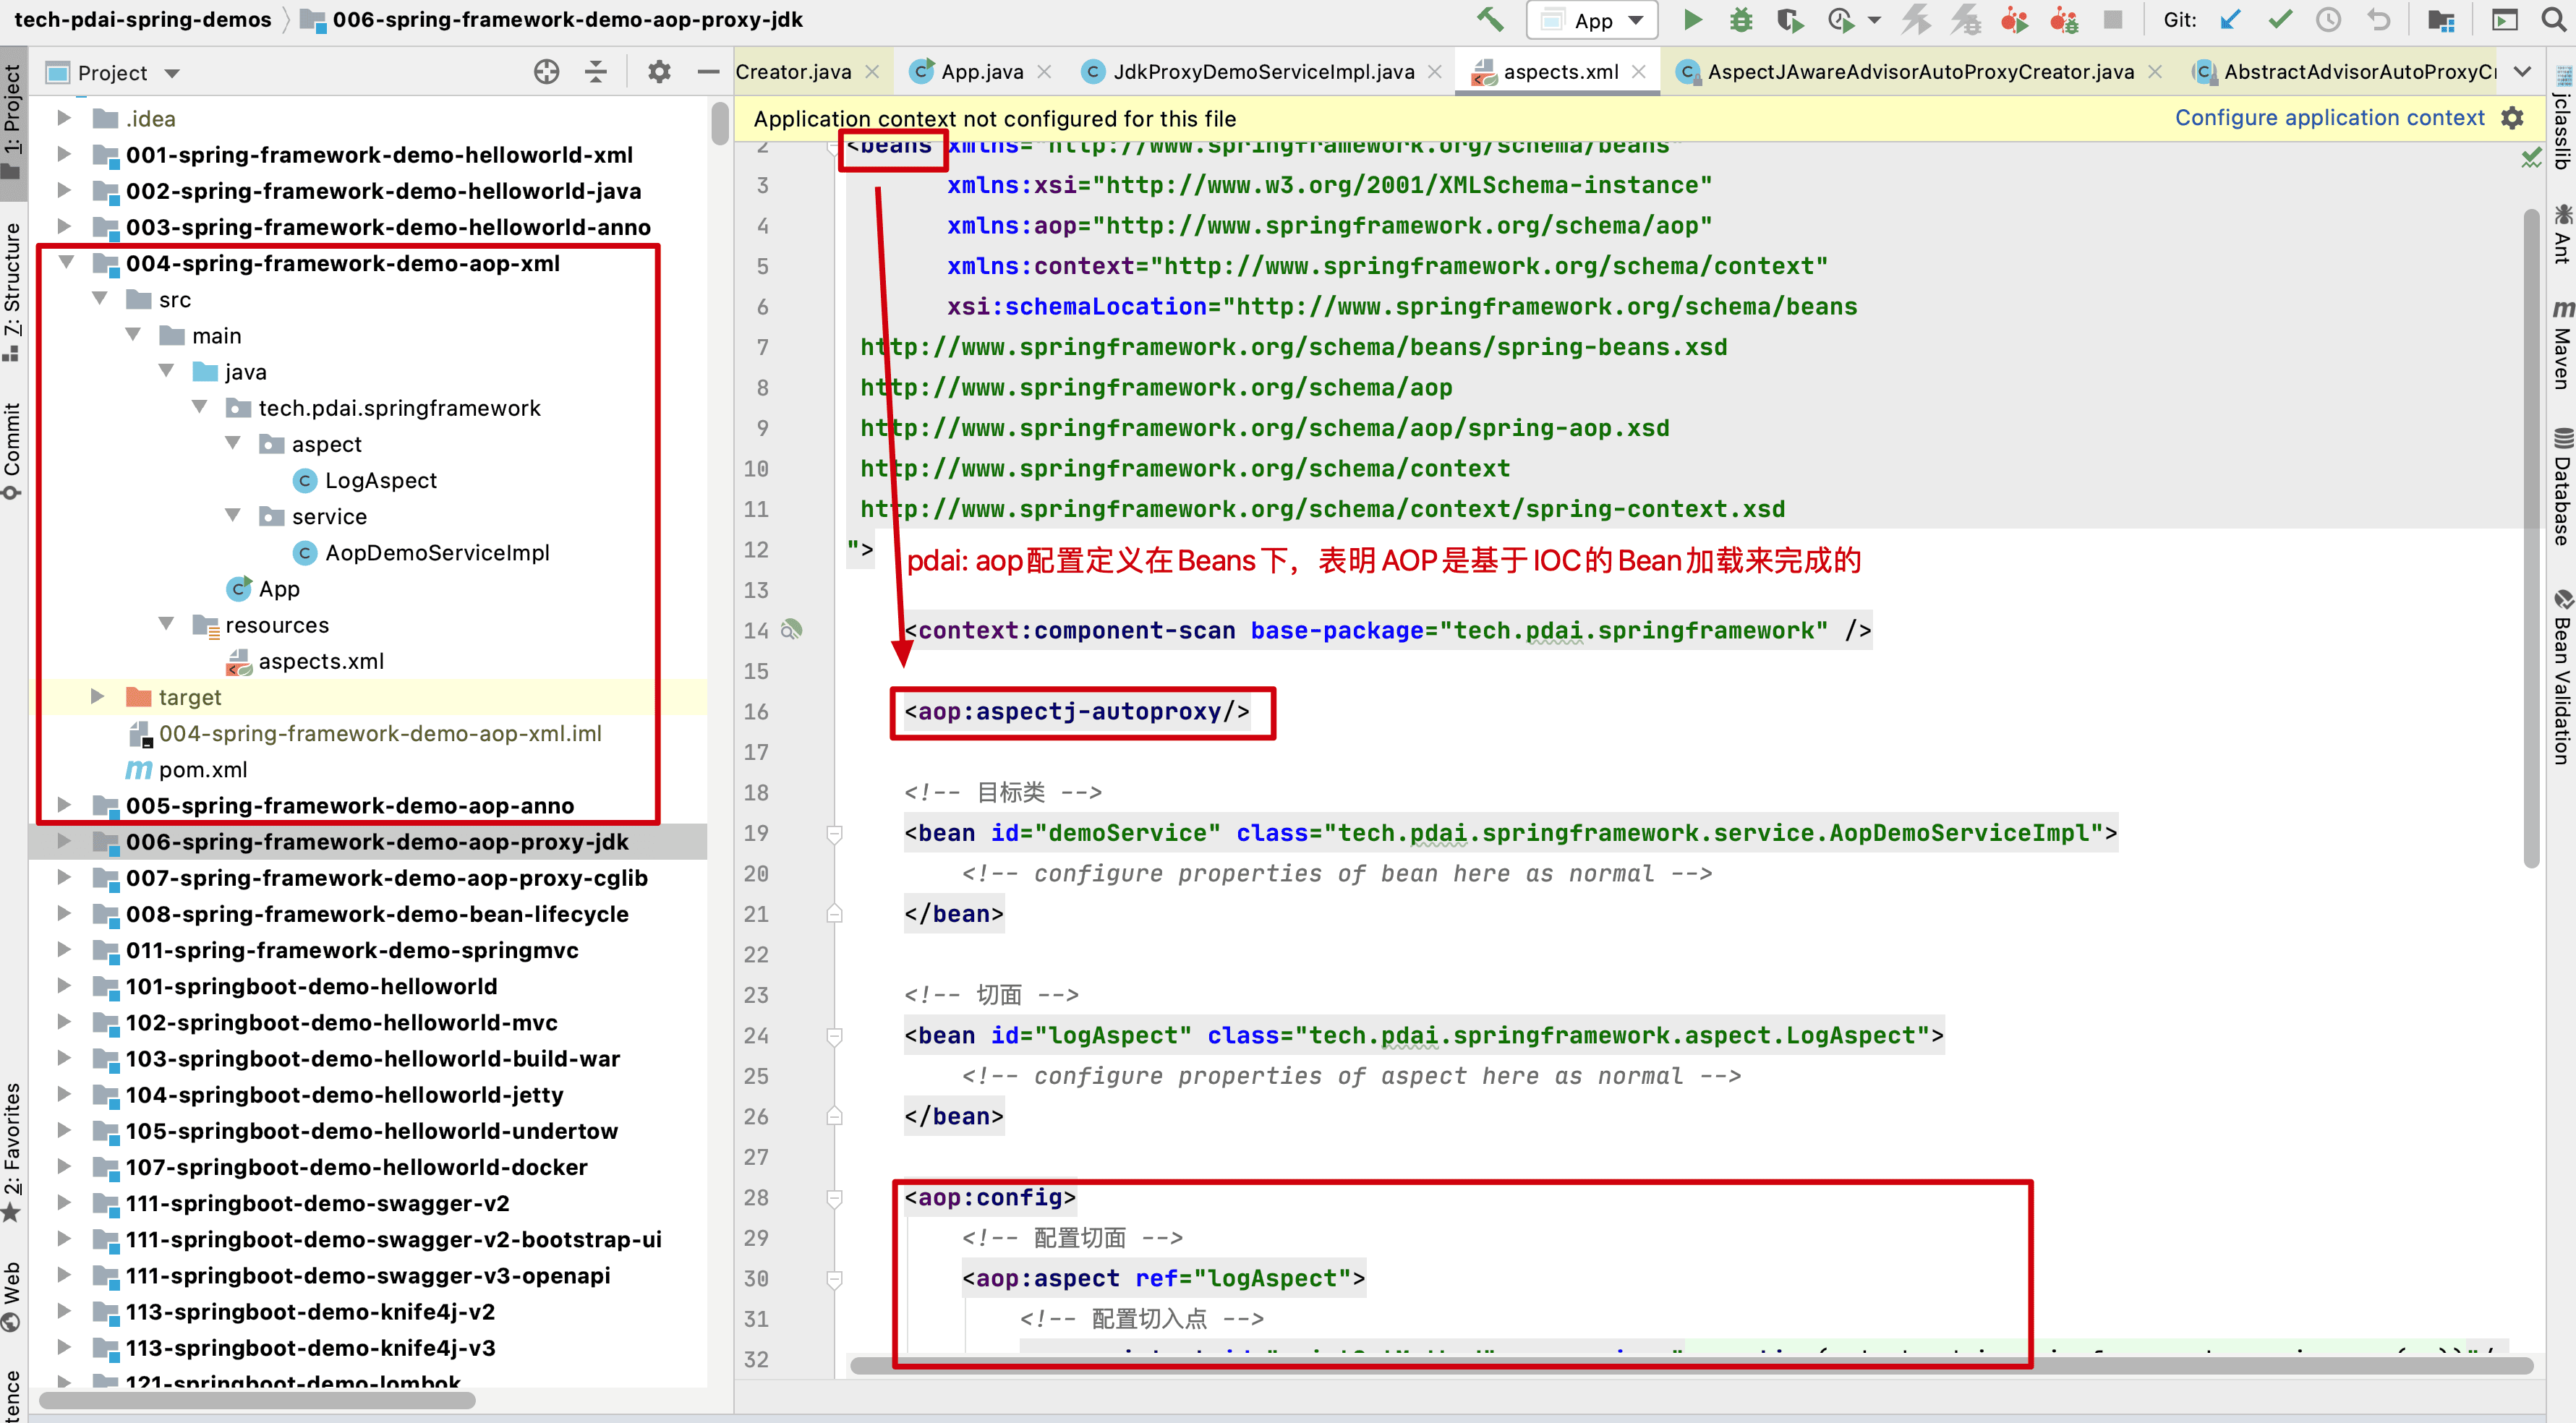 tech-pdai-spring-demos 006-spring-framework-demo-aop-proxy-jdk App Git:
Project
Creator.java App.java JdkProxyDemoServiceImpl.java aspects.xml AspectJAwareAdvisorAutoProxyCreator.java AbstractAdvisorAutoProxyCr
1: Project
7: Structure
Commit
2: Favorites
Web
.idea
001-spring-framework-demo-helloworld-xml
002-spring-framework-demo-helloworld-java
003-spring-framework-demo-helloworld-anno
004-spring-framework-demo-aop-xml
src
main
java
tech.pdai.springframework
aspect
LogAspect
service
AopDemoServiceImpl
App
resources
aspects.xml
target
004-spring-framework-demo-aop-xml.iml
pom.xml
005-spring-framework-demo-aop-anno
006-spring-framework-demo-aop-proxy-jdk
007-spring-framework-demo-aop-proxy-cglib
008-spring-framework-demo-bean-lifecycle
011-spring-framework-demo-springmvc
101-springboot-demo-helloworld
102-springboot-demo-helloworld-mvc
103-springboot-demo-helloworld-build-war
104-springboot-demo-helloworld-jetty
105-springboot-demo-helloworld-undertow
107-springboot-demo-helloworld-docker
111-springboot-demo-swagger-v2
111-springboot-demo-swagger-v2-bootstrap-ui
111-springboot-demo-swagger-v3-openapi
113-springboot-demo-knife4j-v2
113-springboot-demo-knife4j-v3
121-springboot-demo-lombok
Application context not configured for this file Configure application context
2 <beans xmlns="http://www.springframework.org/schema/beans"
3 xmlns:xsi="http://www.w3.org/2001/XMLSchema-instance"
4 xmlns:aop="http://www.springframework.org/schema/aop"
5 xmlns:context="http://www.springframework.org/schema/context"
6 xsi:schemaLocation="http://www.springframework.org/schema/beans
7 http://www.springframework.org/schema/beans/spring-beans.xsd
8 http://www.springframework.org/schema/aop
9 http://www.springframework.org/schema/aop/spring-aop.xsd
10 http://www.springframework.org/schema/context
11 http://www.springframework.org/schema/context/spring-context.xsd
12 "> pdai: aop配置定义在Beans下，表明AOP是基于IOC的Bean加载来完成的
13
14 <context:component-scan base-package="tech.pdai.springframework" />
15
16 <aop:aspectj-autoproxy/>
17
18 <!-- 目标类 -->
19 <bean id="demoService" class="tech.pdai.springframework.service.AopDemoServiceImpl">
20 <!-- configure properties of bean here as normal -->
21 </bean>
22
23 <!-- 切面 -->
24 <bean id="logAspect" class="tech.pdai.springframework.aspect.LogAspect">
25 <!-- configure properties of aspect here as normal -->
26 </bean>
27
28 <aop:config>
29 <!-- 配置切面 -->
30 <aop:aspect ref="logAspect">
31 <!-- 配置切入点 -->
32
jclasslib
Ant
Maven
Database
Bean Validation